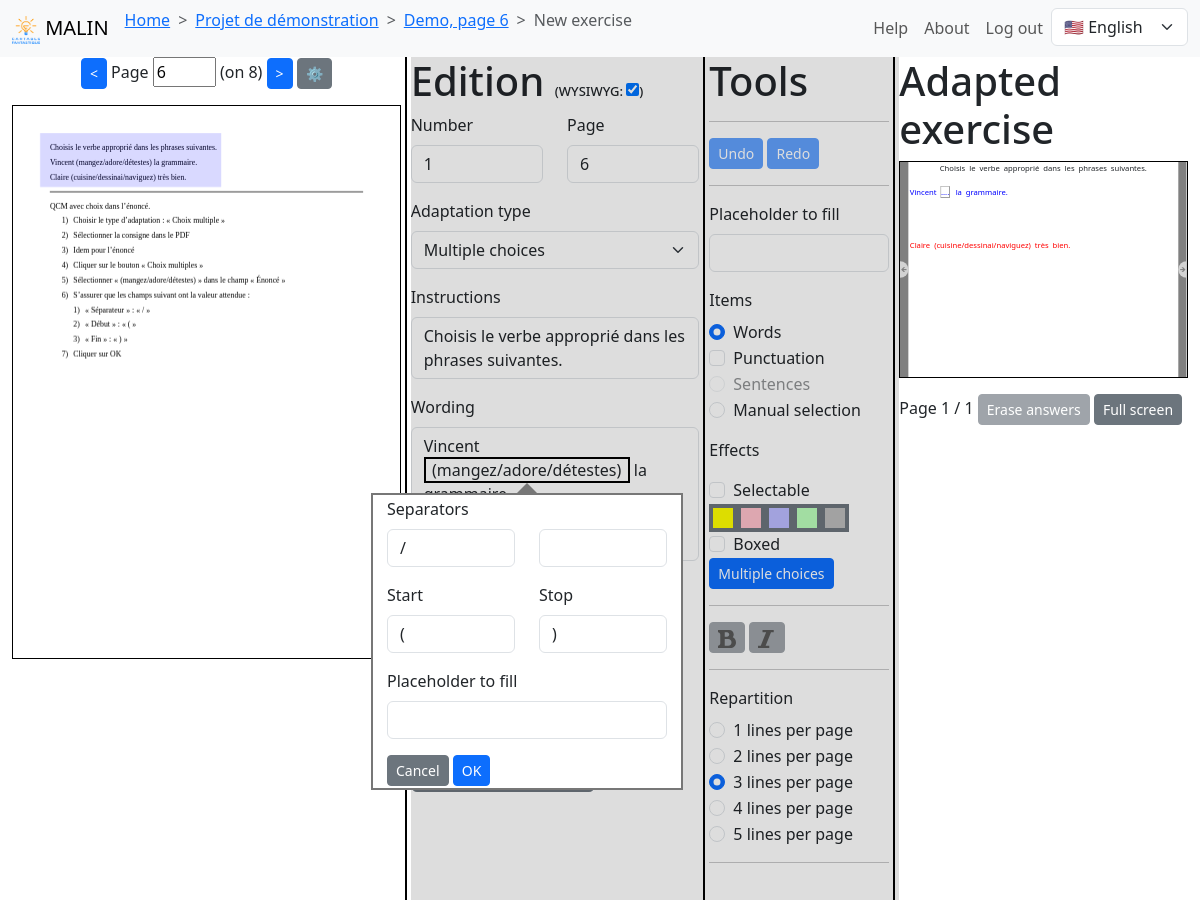 MALIN
Home > Projet de démonstration > Demo, page 6 > New exercise
Help About Log out 🇺🇸 English
< Page 6 (on 8) > ⚙️
Choisis le verbe approprié dans les phrases suivantes.
Vincent (mangez/adore/détestes) la grammaire.
Claire (cuisine/dessinai/naviguez) très bien.
QCM avec choix dans l'énoncé.
1) Choisir le type d'adaptation : « Choix multiple »
2) Sélectionner la consigne dans le PDF
3) Idem pour l'énoncé
4) Cliquer sur le bouton « Choix multiples »
5) Sélectionner « (mangez/adore/détestes) » dans le champ « Énoncé »
6) S'assurer que les champs suivant ont la valeur attendue :
1) « Séparateur » : « / »
2) « Début » : « ( »
3) « Fin » : « ) »
7) Cliquer sur OK
Edition (WYSIWYG: )
Number Page
1 6
Adaptation type
Multiple choices
Instructions
Choisis le verbe approprié dans les
phrases suivantes.
Wording
Vincent
(mangez/adore/détestes) la
grammaire.
Separators
/
Start Stop
( )
Placeholder to fill
Cancel OK
Tools
Undo Redo
Placeholder to fill
Items
Words
Punctuation
Sentences
Manual selection
Effects
Selectable
Boxed
Multiple choices
B I
Repartition
1 lines per page
2 lines per page
3 lines per page
4 lines per page
5 lines per page
Adapted
exercise
Choisis le verbe approprié dans les phrases suivantes.
Vincent .... la grammaire.
Claire (cuisine/dessinai/naviguez) très bien.
Page 1 / 1 Erase answers Full screen